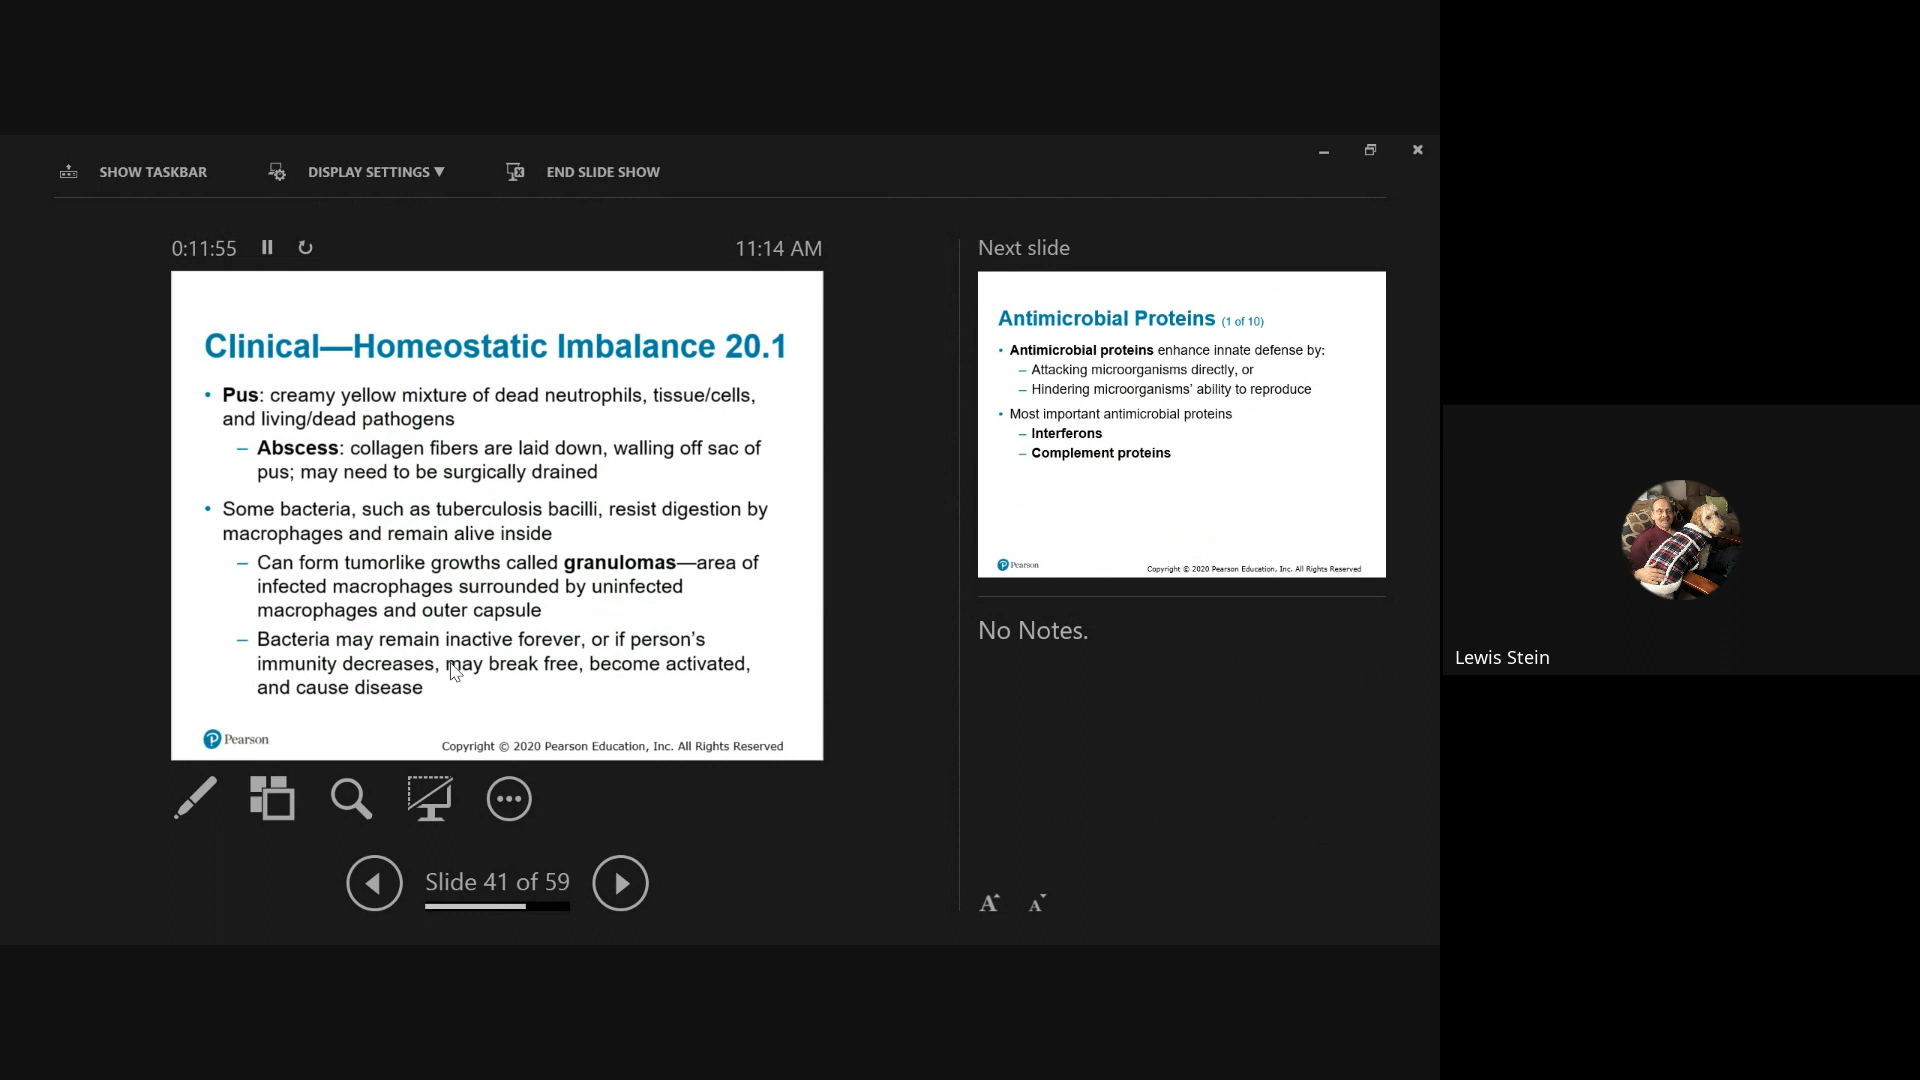 SHOW TASKBAR
DISPLAY SETTINGS ▼
END SLIDE SHOW
0:11:55
11:14 AM
Clinical—Homeostatic Imbalance 20.1
• Pus: creamy yellow mixture of dead neutrophils, tissue/cells,
and living/dead pathogens
– Abscess: collagen fibers are laid down, walling off sac of
pus; may need to be surgically drained
• Some bacteria, such as tuberculosis bacilli, resist digestion by
macrophages and remain alive inside
– Can form tumorlike growths called granulomas—area of
infected macrophages surrounded by uninfected
macrophages and outer capsule
– Bacteria may remain inactive forever, or if person’s
immunity decreases, may break free, become activated,
and cause disease
P Pearson
Copyright © 2020 Pearson Education, Inc. All Rights Reserved
Slide 41 of 59
Next slide
Antimicrobial Proteins (1 of 10)
• Antimicrobial proteins enhance innate defense by:
– Attacking microorganisms directly, or
– Hindering microorganisms’ ability to reproduce
• Most important antimicrobial proteins
– Interferons
– Complement proteins
P Pearson
Copyright © 2020 Pearson Education, Inc. All Rights Reserved
No Notes.
A A
Lewis Stein